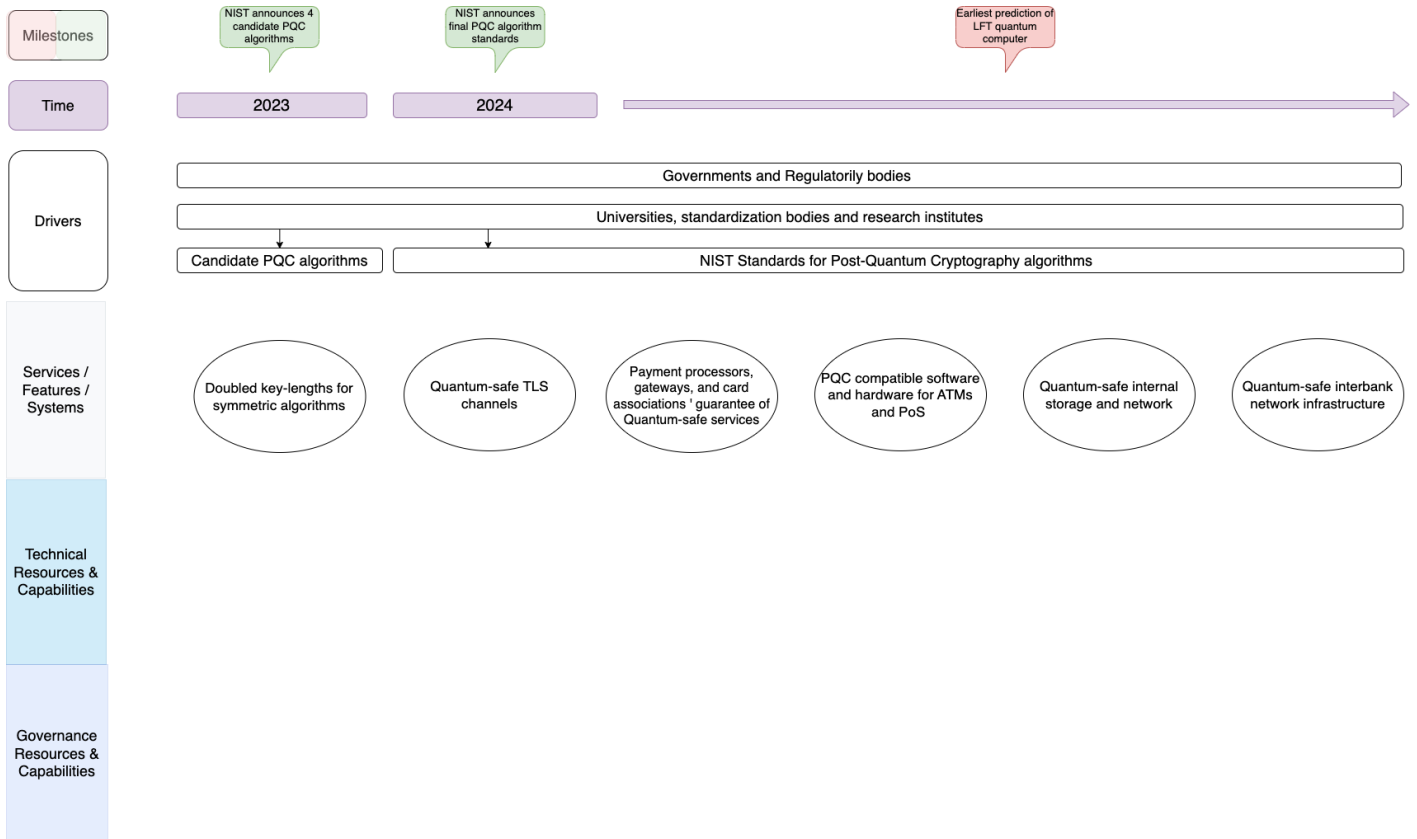 Milestones
NIST announces 4
candidate PQC
algorithms
NIST announces
final PQC algorithm
standards
Earliest prediction of
LFT quantum
computer
Time
2023
2024
Drivers
Governments and Regulatorily bodies
Universities, standardization bodies and research institutes
Candidate PQC algorithms
NIST Standards for Post-Quantum Cryptography algorithms
Services /
Features /
Systems
Doubled key-lengths for
symmetric algorithms
Quantum-safe TLS
channels
Payment processors,
gateways, and card
associations ' guarantee of
Quantum-safe services
PQC compatible software
and hardware for ATMs
and PoS
Quantum-safe internal
storage and network
Quantum-safe interbank
network infrastructure
Technical
Resources &
Capabilities
Governance
Resources &
Capabilities